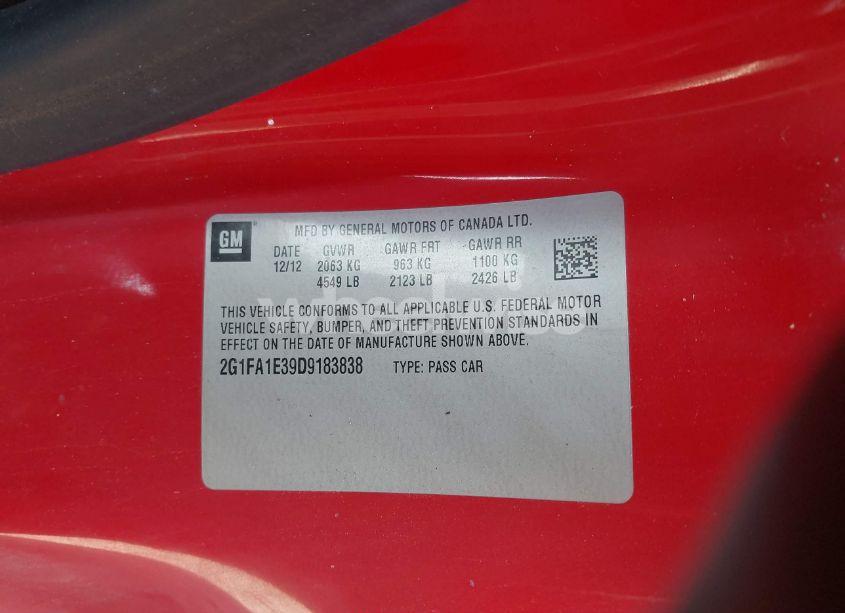 GM ® MFD BY GENERAL MOTORS OF CANADA LTD.
DATE GVWR GAWR FRT GAWR RR
12/12 2063 KG 963 KG 1100 KG
4549 LB 2123 LB 2426 LB
THIS VEHICLE CONFORMS TO ALL APPLICABLE U.S. FEDERAL MOTOR
VEHICLE SAFETY, BUMPER, AND THEFT PREVENTION STANDARDS IN
EFFECT ON THE DATE OF MANUFACTURE SHOWN ABOVE.
2G1FA1E39D9183838 TYPE: PASS CAR